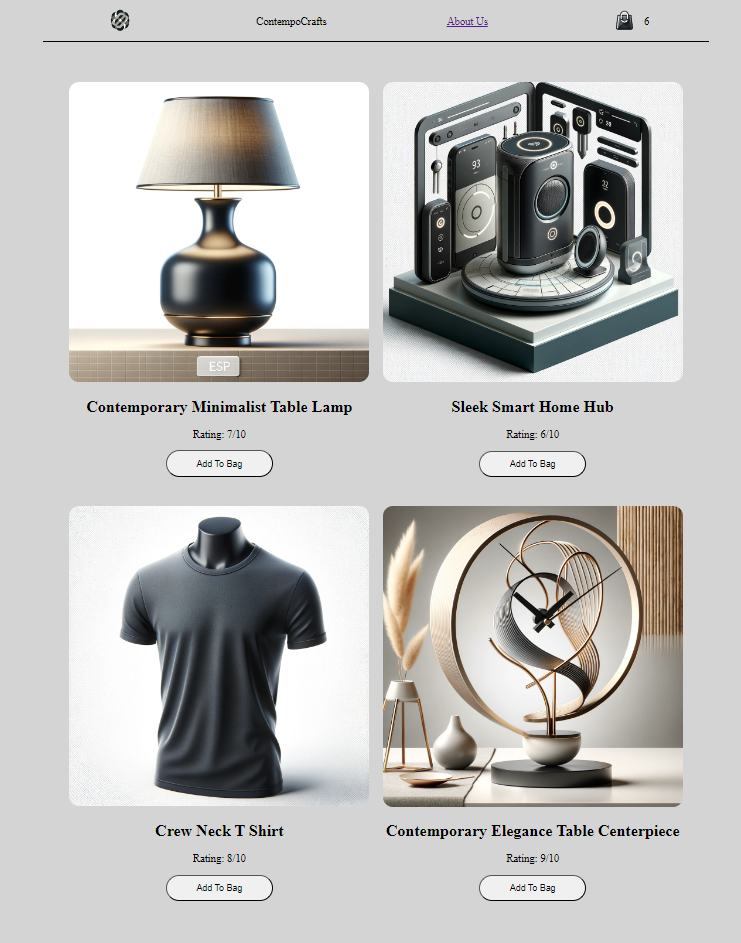 ContempoCrafts
About Us
6
93
32
ESP
Contemporary Minimalist Table Lamp
Sleek Smart Home Hub
Rating: 7/10
Rating: 6/10
Add To Bag
Add To Bag
Crew Neck T Shirt
Contemporary Elegance Table Centerpiece
Rating: 8/10
Rating: 9/10
Add To Bag
Add To Bag